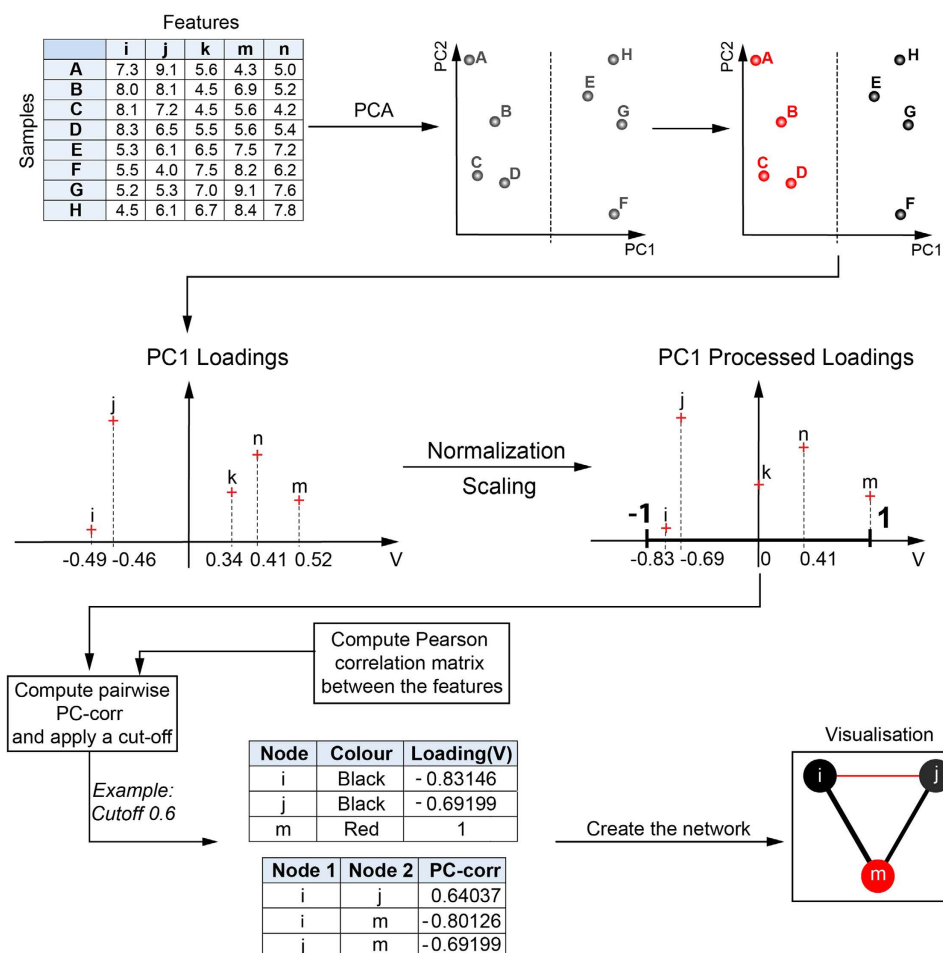 Features
i j k m n
Samples
A 7.3 9.1 5.6 4.3 5.0
B 8.0 8.1 4.5 6.9 5.2
C 8.1 7.2 4.5 5.6 4.2
D 8.3 6.5 5.5 5.6 5.4
E 5.3 6.1 6.5 7.5 7.2
F 5.5 4.0 7.5 8.2 6.2
G 5.2 5.3 7.0 9.1 7.6
H 4.5 6.1 6.7 8.4 7.8
PCA
PC2
A
H
E
B
G
C
D
F
PC1
PC2
A
H
E
B
G
C
D
F
PC1
PC1 Loadings
j
n
k
m
i
-0.49 -0.46 0.34 0.41 0.52 V
Normalization
Scaling
PC1 Processed Loadings
j
n
k
m
i
-1
1
-0.83 -0.69 0 0.41 V
Compute Pearson
correlation matrix
between the features
Compute pairwise
PC-corr
and apply a cut-off
Example:
Cutoff 0.6
Node Colour Loading(V)
i Black -0.83146
j Black -0.69199
m Red 1
Node 1 Node 2 PC-corr
i j 0.64037
i m -0.80126
j m -0.69199
Create the network
Visualisation
i
j
m